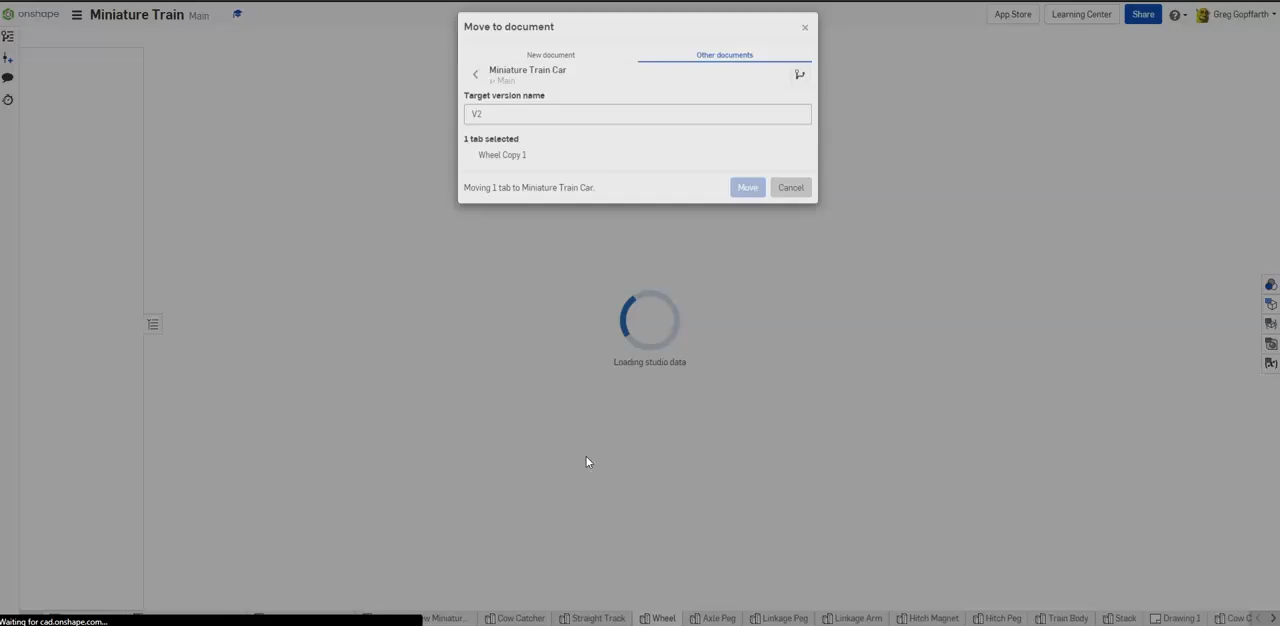 onshape
Miniature Train Main
App Store
Learning Center
Share
Greg Gopffarth
Move to document
New document
Other documents
Miniature Train Car
Main
Target version name
V2
1 tab selected
Wheel Copy 1
Moving 1 tab to Miniature Train Car.
Move
Cancel
Loading studio data
Waiting for cad.onshape.com...
Cow Catcher
Straight Track
Wheel
Axle Peg
Linkage Peg
Linkage Arm
Hitch Magnet
Hitch Peg
Train Body
Stack
Drawing 1